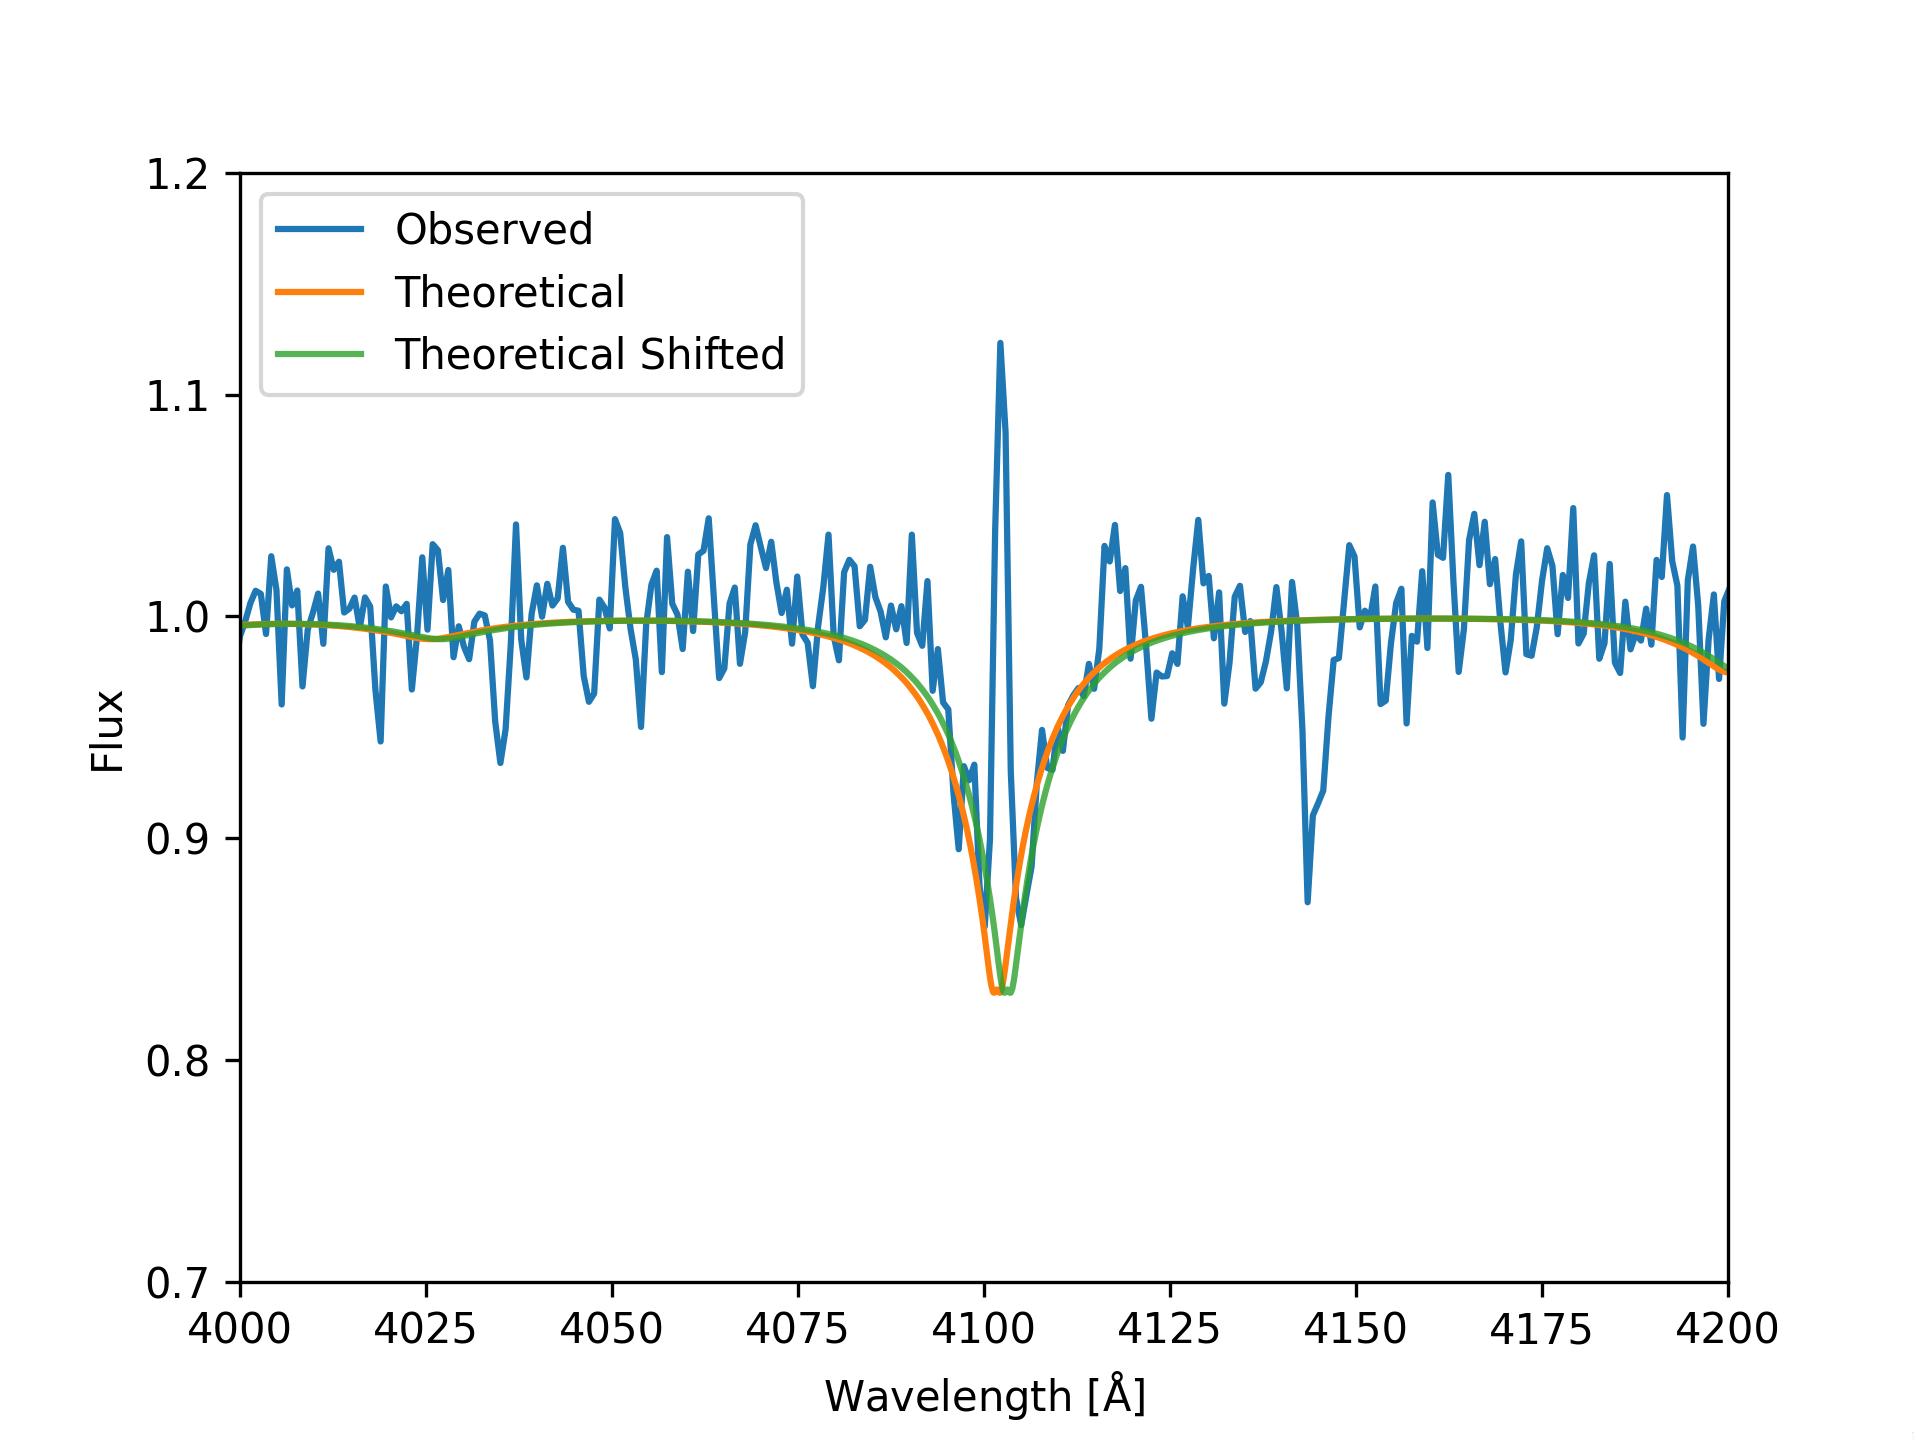 1.2
1.1
1.0
0.9
0.8
0.7
Flux
Observed
Theoretical
Theoretical Shifted
4000 4025 4050 4075 4100 4125 4150 4175 4200
Wavelength [Å]